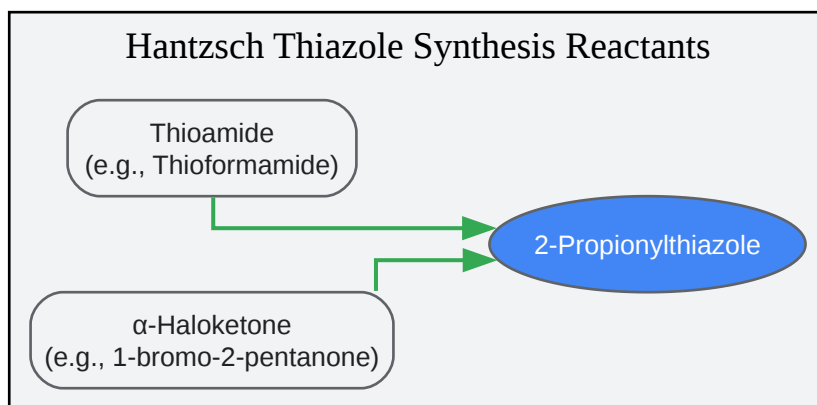 Hantzsch Thiazole Synthesis Reactants
Thioamide
(e.g., Thioformamide)
2-Propionylthiazole
α-Haloketone
(e.g., 1-bromo-2-pentanone)